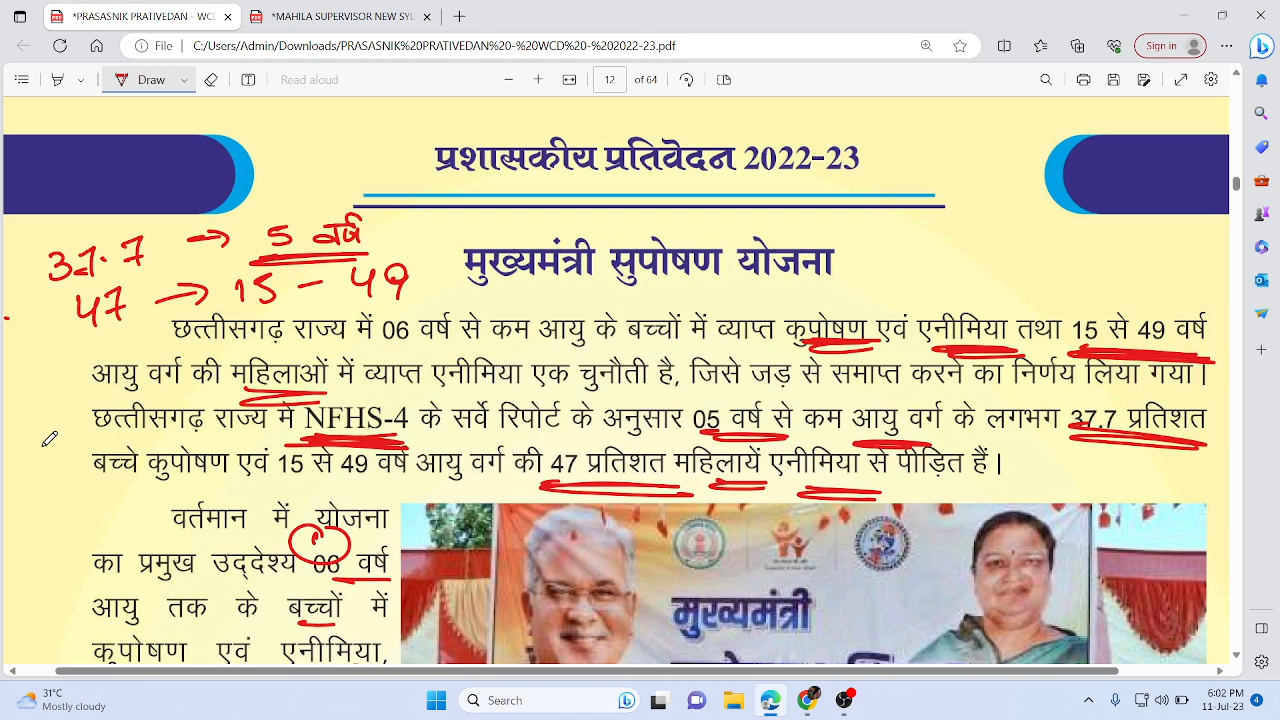 *PRASASNIK PRATIVEDAN - WCD
*MAHILA SUPERVISOR NEW SYL
File
C:/Users/Admin/Downloads/PRASASNIK%20PRATIVEDAN%20-%20WCD%20-%202022-23.pdf
Sign in
Draw
Read aloud
12 of 64
प्रशासकीय प्रतिवेदन 2022-23
37.7 → 5 वर्ष
47 → 15 - 49
मुख्यमंत्री सुपोषण योजना
छत्तीसगढ़ राज्य में 06 वर्ष से कम आयु के बच्चों में व्याप्त कुपोषण एवं एनीमिया तथा 15 से 49 वर्ष
आयु वर्ग की महिलाओं में व्याप्त एनीमिया एक चुनौती है, जिसे जड़ से समाप्त करने का निर्णय लिया गया।
छत्तीसगढ़ राज्य में NFHS-4 के सर्वे रिपोर्ट के अनुसार 05 वर्ष से कम आयु वर्ग के लगभग 37.7 प्रतिशत
बच्चे कुपोषण एवं 15 से 49 वर्ष आयु वर्ग की 47 प्रतिशत महिलायें एनीमिया से पीड़ित हैं।
वर्तमान में योजना
का प्रमुख उद्देश्य 06 वर्ष
आयु तक के बच्चों में
कुपोषण एवं एनीमिया,
मुख्यमंत्री
31°C
Mostly cloudy
Search
6:02 PM
11-Jul-23
4